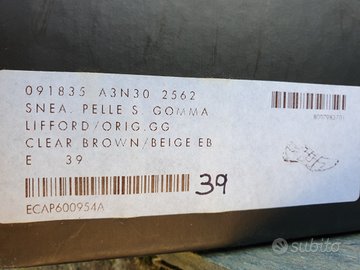 091835 A3N30 2562
SNEA. PELLE S. GOMMA
LIFFORD/ORIG.GG
CLEAR BROWN/BEIGE EB
E 39
39
ECAP600954A
subito